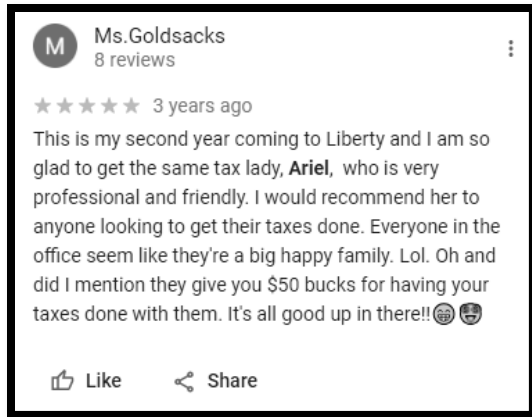 M
Ms.Goldsacks
8 reviews
3 years ago
This is my second year coming to Liberty and I am so
glad to get the same tax lady, Ariel, who is very
professional and friendly. I would recommend her to
anyone looking to get their taxes done. Everyone in the
office seem like they're a big happy family. Lol. Oh and
did I mention they give you $50 bucks for having your
taxes done with them. It's all good up in there!!😁🤑
Like
Share